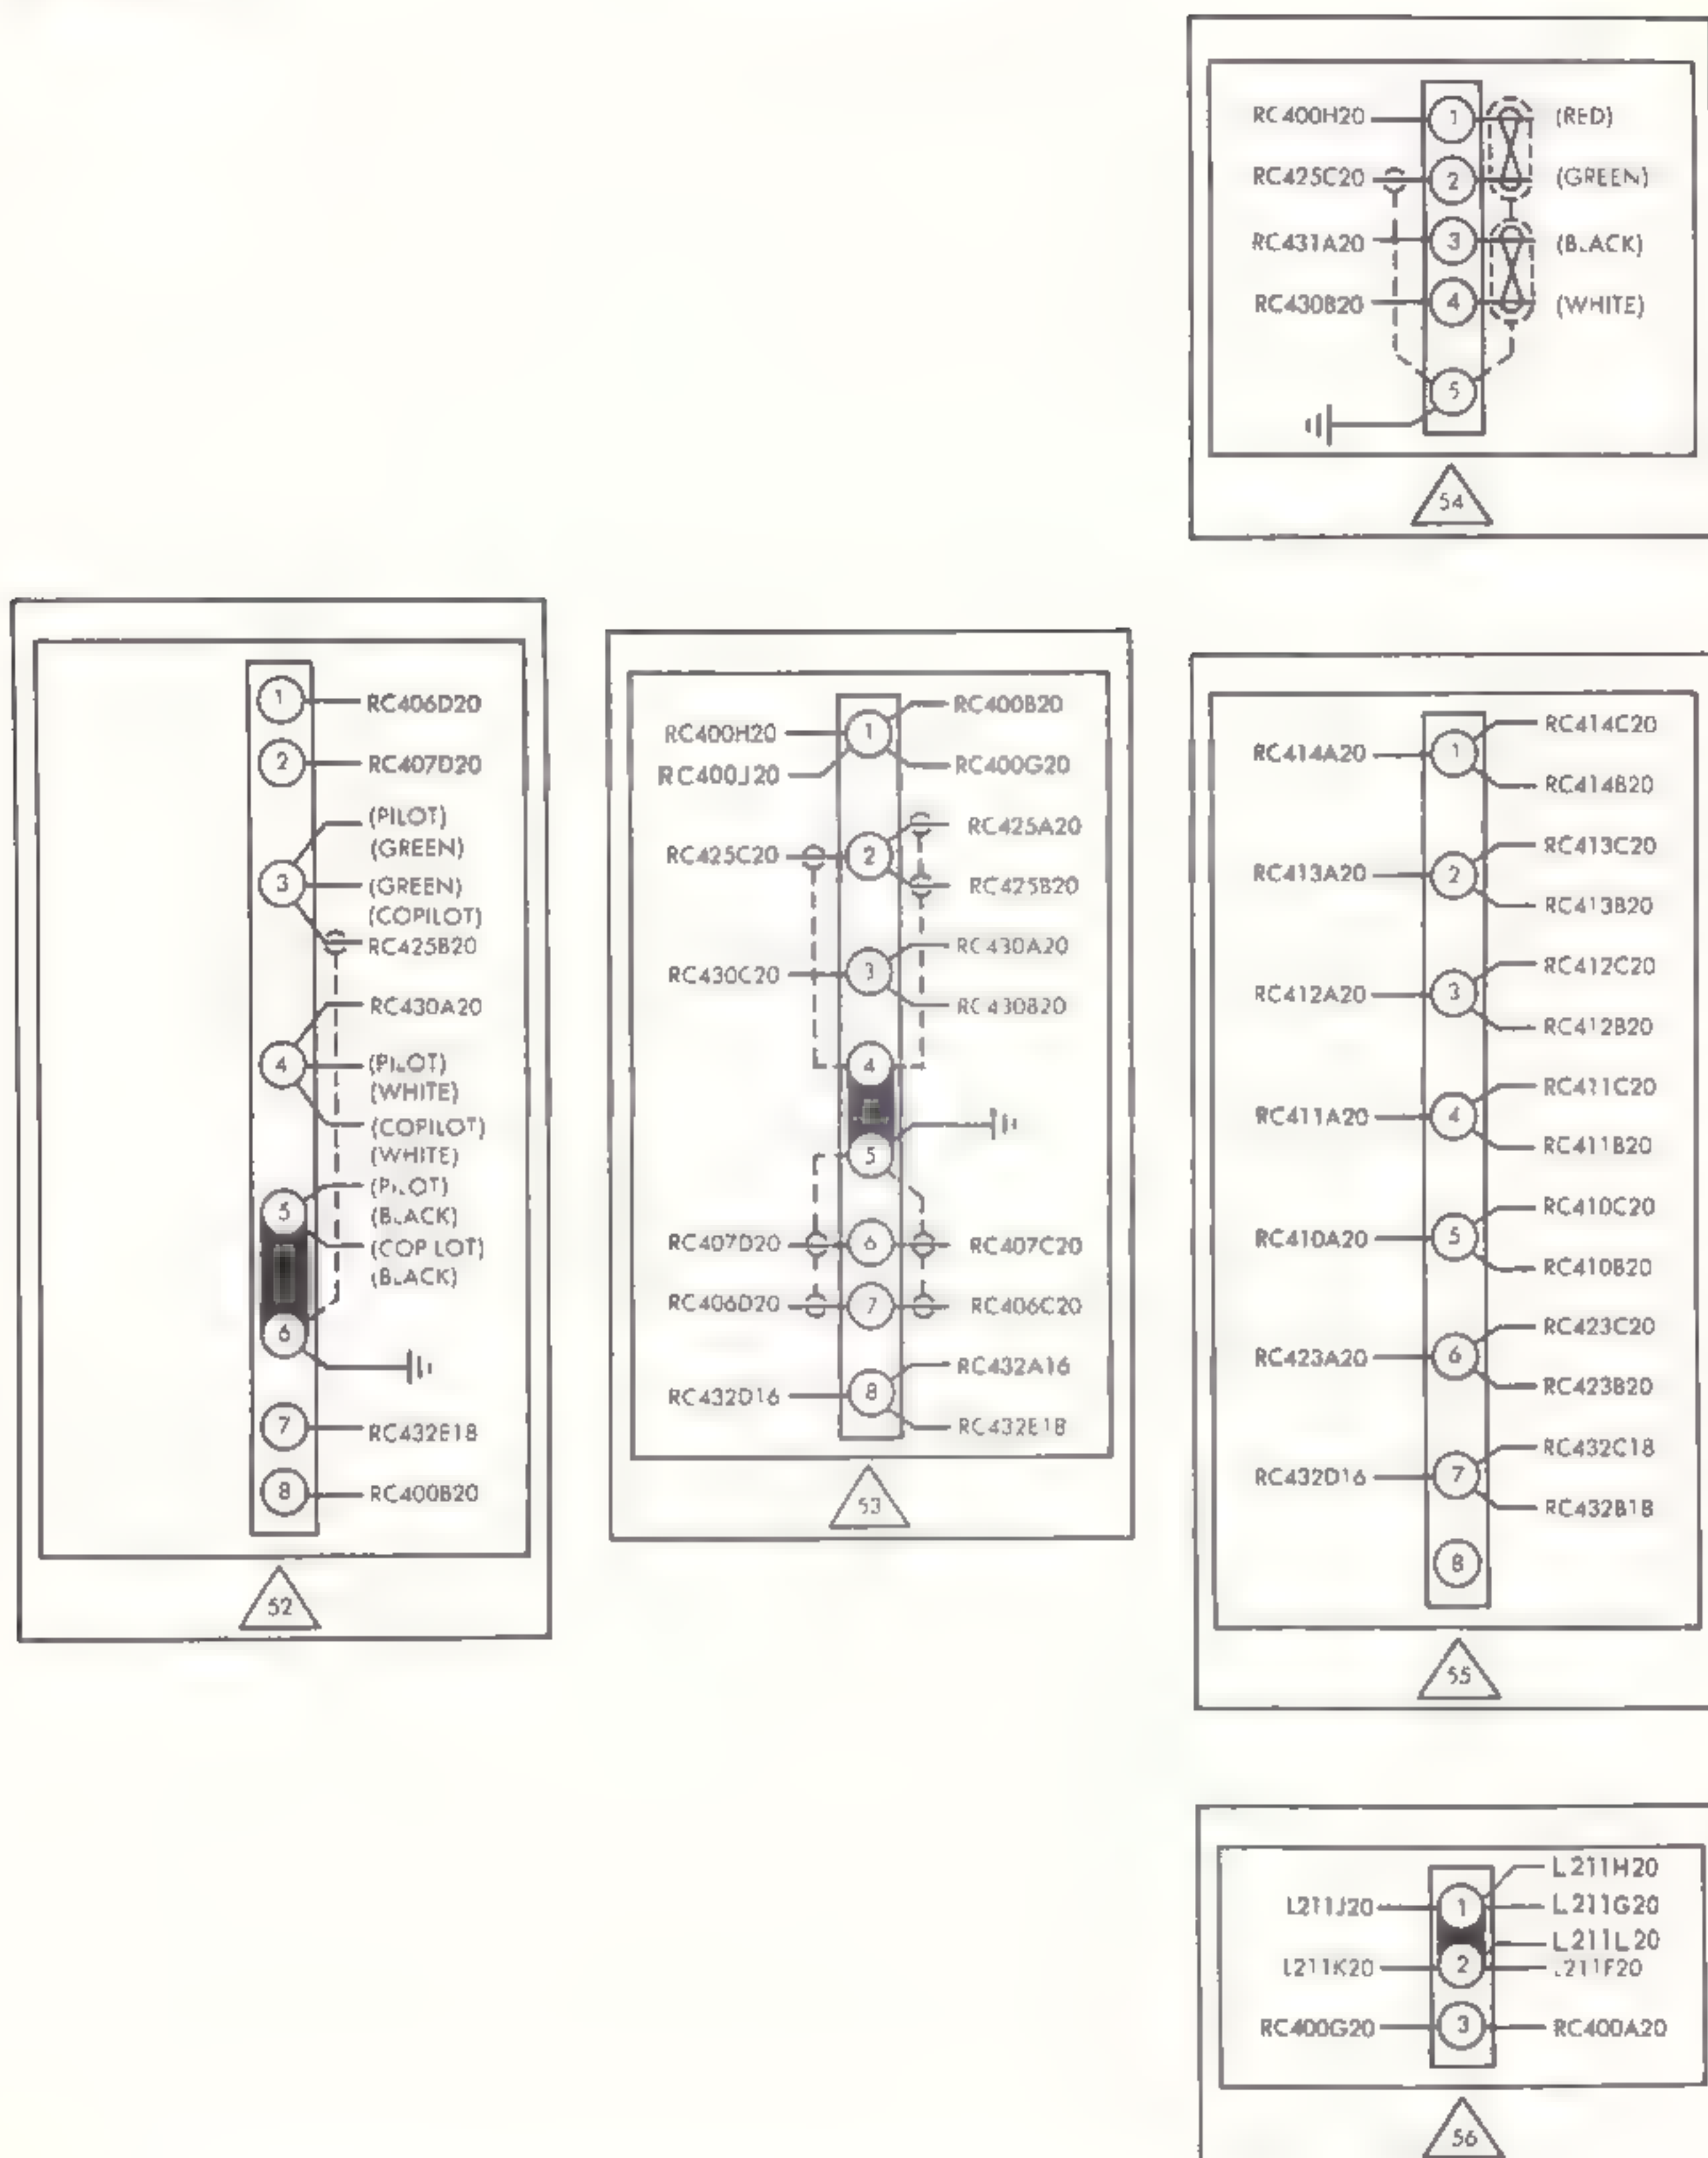 RC400H20 1 (RED)
RC425C20 2 (GREEN)
RC431A20 3 (BLACK)
RC430B20 4 (WHITE)
5
54
1 RC406D20
2 RC407D20
(PILOT)
(GREEN)
3 (GREEN)
(COPILOT)
RC425B20
RC430A20
4 (PILOT)
(WHITE)
(COPILOT)
(WHITE)
5 (PILOT)
(BLACK)
(COPILOT)
(BLACK)
6
7 RC432E18
8 RC400B20
52
RC400B20
RC400H20 1
RC400J20 RC400G20
RC425A20
RC425C20 2
RC425B20
RC430A20
RC430C20 3
RC430B20
4
5
RC407D20 6 RC407C20
RC406D20 7 RC406C20
RC432A16
RC432D16 8
RC432E18
53
RC414C20
RC414A20 1
RC414B20
RC413C20
RC413A20 2
RC413B20
RC412C20
RC412A20 3
RC412B20
RC411C20
RC411A20 4
RC411B20
RC410C20
RC410A20 5
RC410B20
RC423C20
RC423A20 6
RC423B20
RC432C18
RC432D16 7
RC432B18
8
55
L211H20
L211J20 1 L211G20
L211L20
L211K20 2 L211F20
RC400G20 3 RC400A20
56